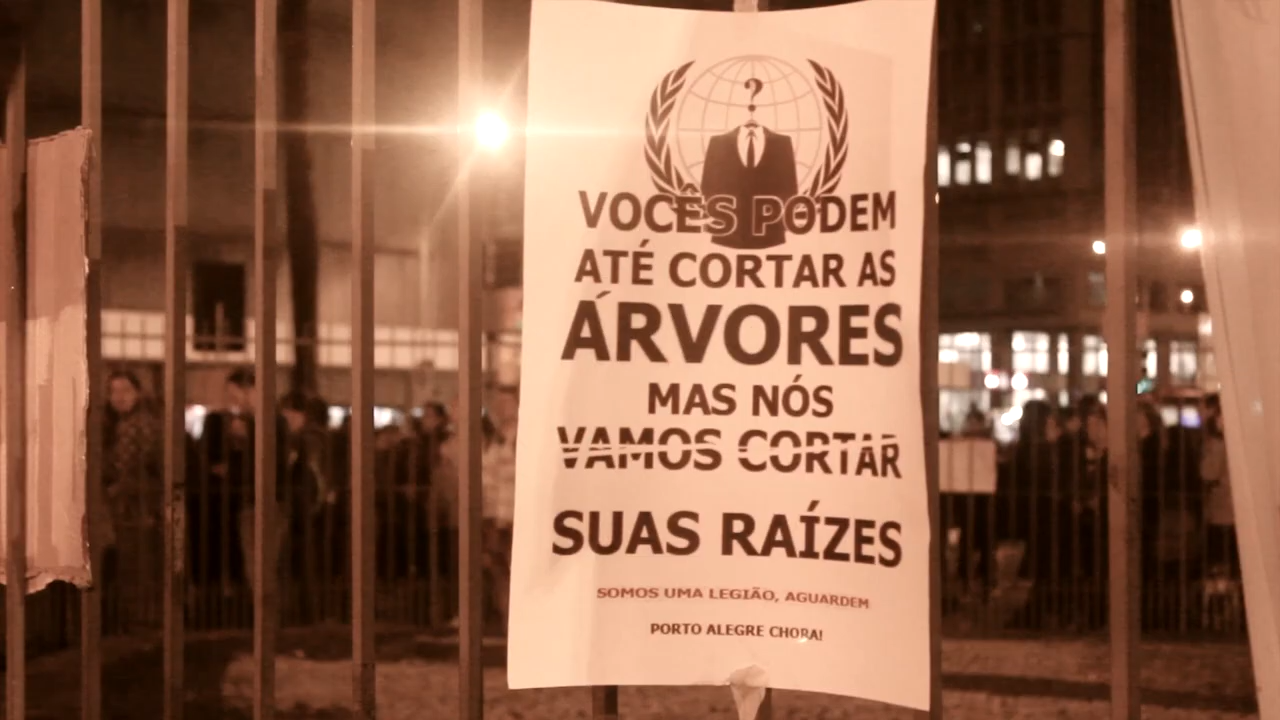 ?
VOCÊS PODEM
ATÉ CORTAR AS
ÁRVORES
MAS NÓS
VAMOS CORTAR
SUAS RAÍZES
SOMOS UMA LEGIÃO, AGUARDEM
PORTO ALEGRE CHORA!